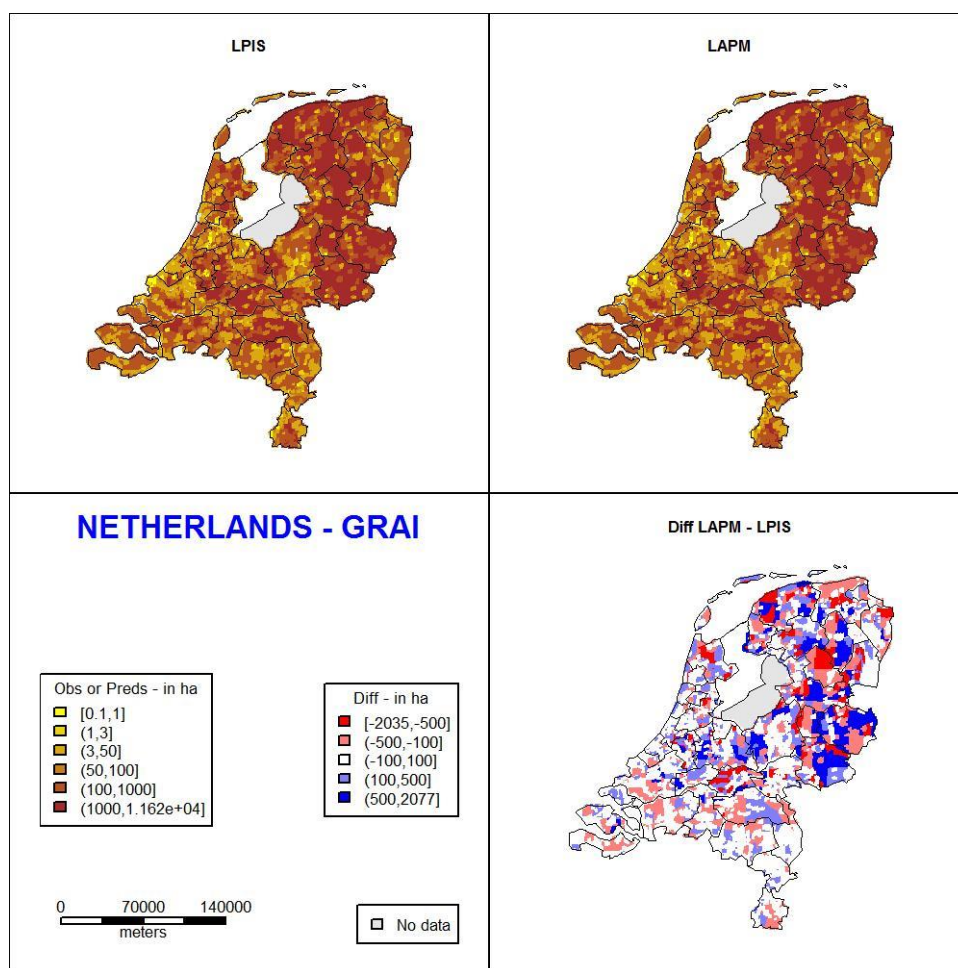 LPIS
LAPM
NETHERLANDS - GRAI
Diff LAPM - LPIS
Obs or Preds - in ha
[0.1,1]
(1,3]
(3,50]
(50,100]
(100,1000]
(1000,1.162e+04]
Diff - in ha
[-2035,-500]
(-500,-100]
(-100,100]
(100,500]
(500,2077]
0 70000 140000
meters
No data